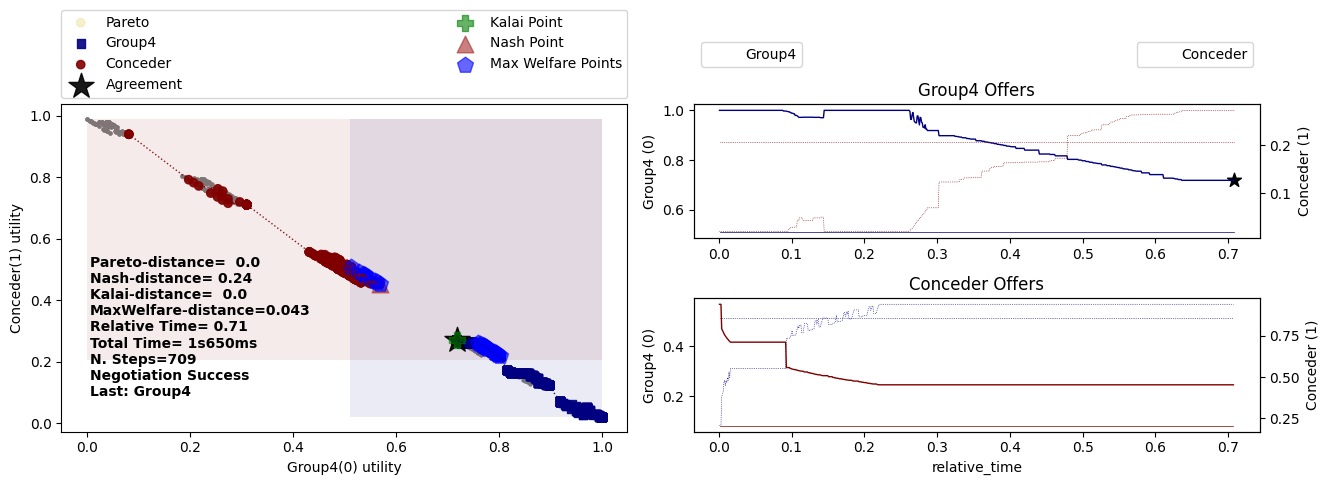 Pareto
Group4
Conceder
Agreement
Kalai Point
Nash Point
Max Welfare Points
Conceder(1) utility
1.0
0.8
0.6
0.4
0.2
0.0
Pareto-distance=  0.0
Nash-distance= 0.24
Kalai-distance=  0.0
MaxWelfare-distance=0.043
Relative Time= 0.71
Total Time= 1s650ms
N. Steps=709
Negotiation Success
Last: Group4
0.0 0.2 0.4 0.6 0.8 1.0
Group4(0) utility
Group4
Conceder
Group4 Offers
Group4 (0)
1.0
0.8
0.6
0.2
0.1
Conceder (1)
0.0 0.1 0.2 0.3 0.4 0.5 0.6 0.7
Conceder Offers
Group4 (0)
0.4
0.2
0.75
0.50
0.25
Conceder (1)
0.0 0.1 0.2 0.3 0.4 0.5 0.6 0.7
relative_time